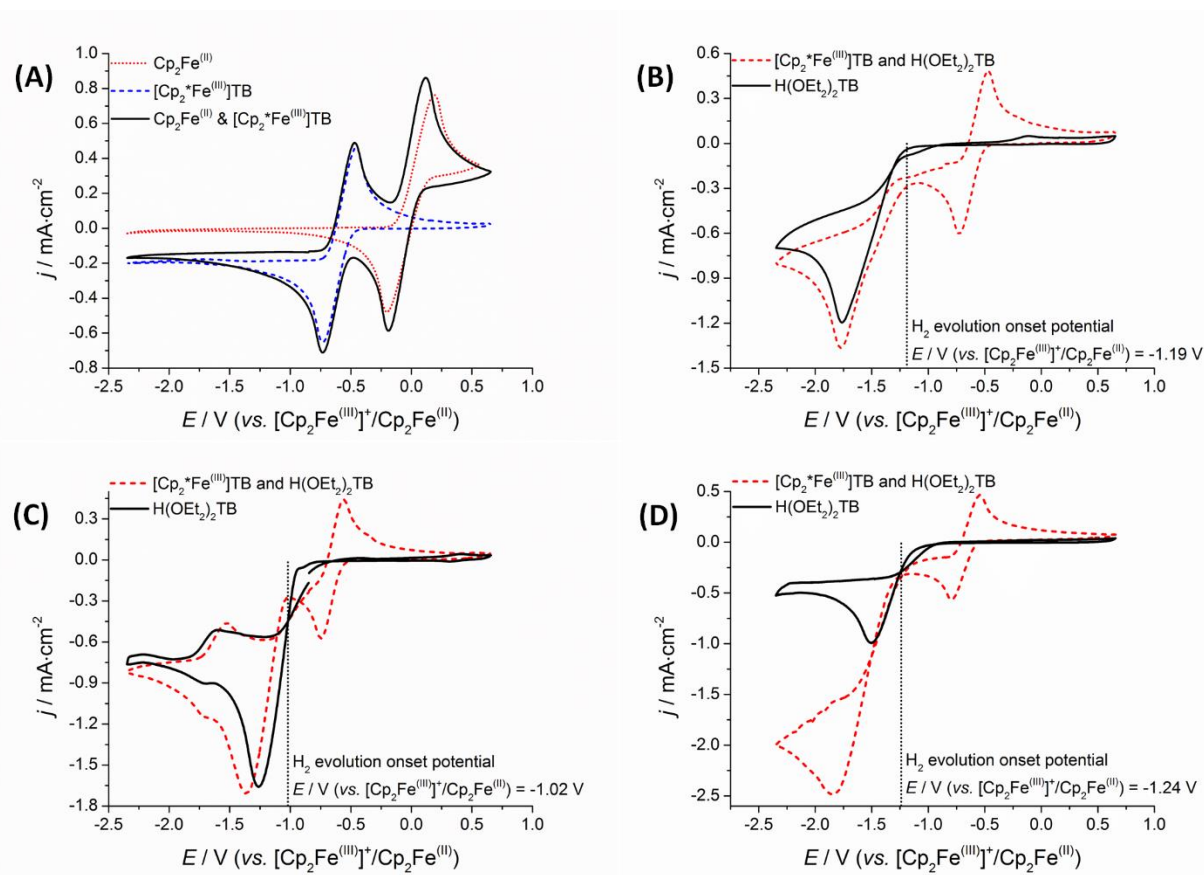 (A)
Cp₂Fe⁽ᴵᴵ⁾
[Cp₂*Fe⁽ᴵᴵᴵ⁾]TB
Cp₂Fe⁽ᴵᴵ⁾ & [Cp₂*Fe⁽ᴵᴵᴵ⁾]TB
1.0
0.8
0.6
0.4
0.2
0.0
-0.2
-0.4
-0.6
-0.8
j / mA·cm⁻²
-2.5 -2.0 -1.5 -1.0 -0.5 0.0 0.5 1.0
E / V (vs. [Cp₂Fe⁽ᴵᴵᴵ⁾]⁺/Cp₂Fe⁽ᴵᴵ⁾)
(B)
[Cp₂*Fe⁽ᴵᴵᴵ⁾]TB and H(OEt₂)₂TB
H(OEt₂)₂TB
0.6
0.3
0.0
-0.3
-0.6
-0.9
-1.2
-1.5
j / mA·cm⁻²
H₂ evolution onset potential
E / V (vs. [Cp₂Fe⁽ᴵᴵᴵ⁾]⁺/Cp₂Fe⁽ᴵᴵ⁾) = -1.19 V
-2.5 -2.0 -1.5 -1.0 -0.5 0.0 0.5 1.0
E / V (vs. [Cp₂Fe⁽ᴵᴵᴵ⁾]⁺/Cp₂Fe⁽ᴵᴵ⁾)
(C)
[Cp₂*Fe⁽ᴵᴵᴵ⁾]TB and H(OEt₂)₂TB
H(OEt₂)₂TB
0.3
0.0
-0.3
-0.6
-0.9
-1.2
-1.5
-1.8
j / mA·cm⁻²
H₂ evolution onset potential
E / V (vs. [Cp₂Fe⁽ᴵᴵᴵ⁾]⁺/Cp₂Fe⁽ᴵᴵ⁾) = -1.02 V
-2.5 -2.0 -1.5 -1.0 -0.5 0.0 0.5 1.0
E / V (vs. [Cp₂Fe⁽ᴵᴵᴵ⁾]⁺/Cp₂Fe⁽ᴵᴵ⁾)
(D)
[Cp₂*Fe⁽ᴵᴵᴵ⁾]TB and H(OEt₂)₂TB
H(OEt₂)₂TB
0.5
0.0
-0.5
-1.0
-1.5
-2.0
-2.5
j / mA·cm⁻²
H₂ evolution onset potential
E / V (vs. [Cp₂Fe⁽ᴵᴵᴵ⁾]⁺/Cp₂Fe⁽ᴵᴵ⁾) = -1.24 V
-2.5 -2.0 -1.5 -1.0 -0.5 0.0 0.5 1.0
E / V (vs. [Cp₂Fe⁽ᴵᴵᴵ⁾]⁺/Cp₂Fe⁽ᴵᴵ⁾)